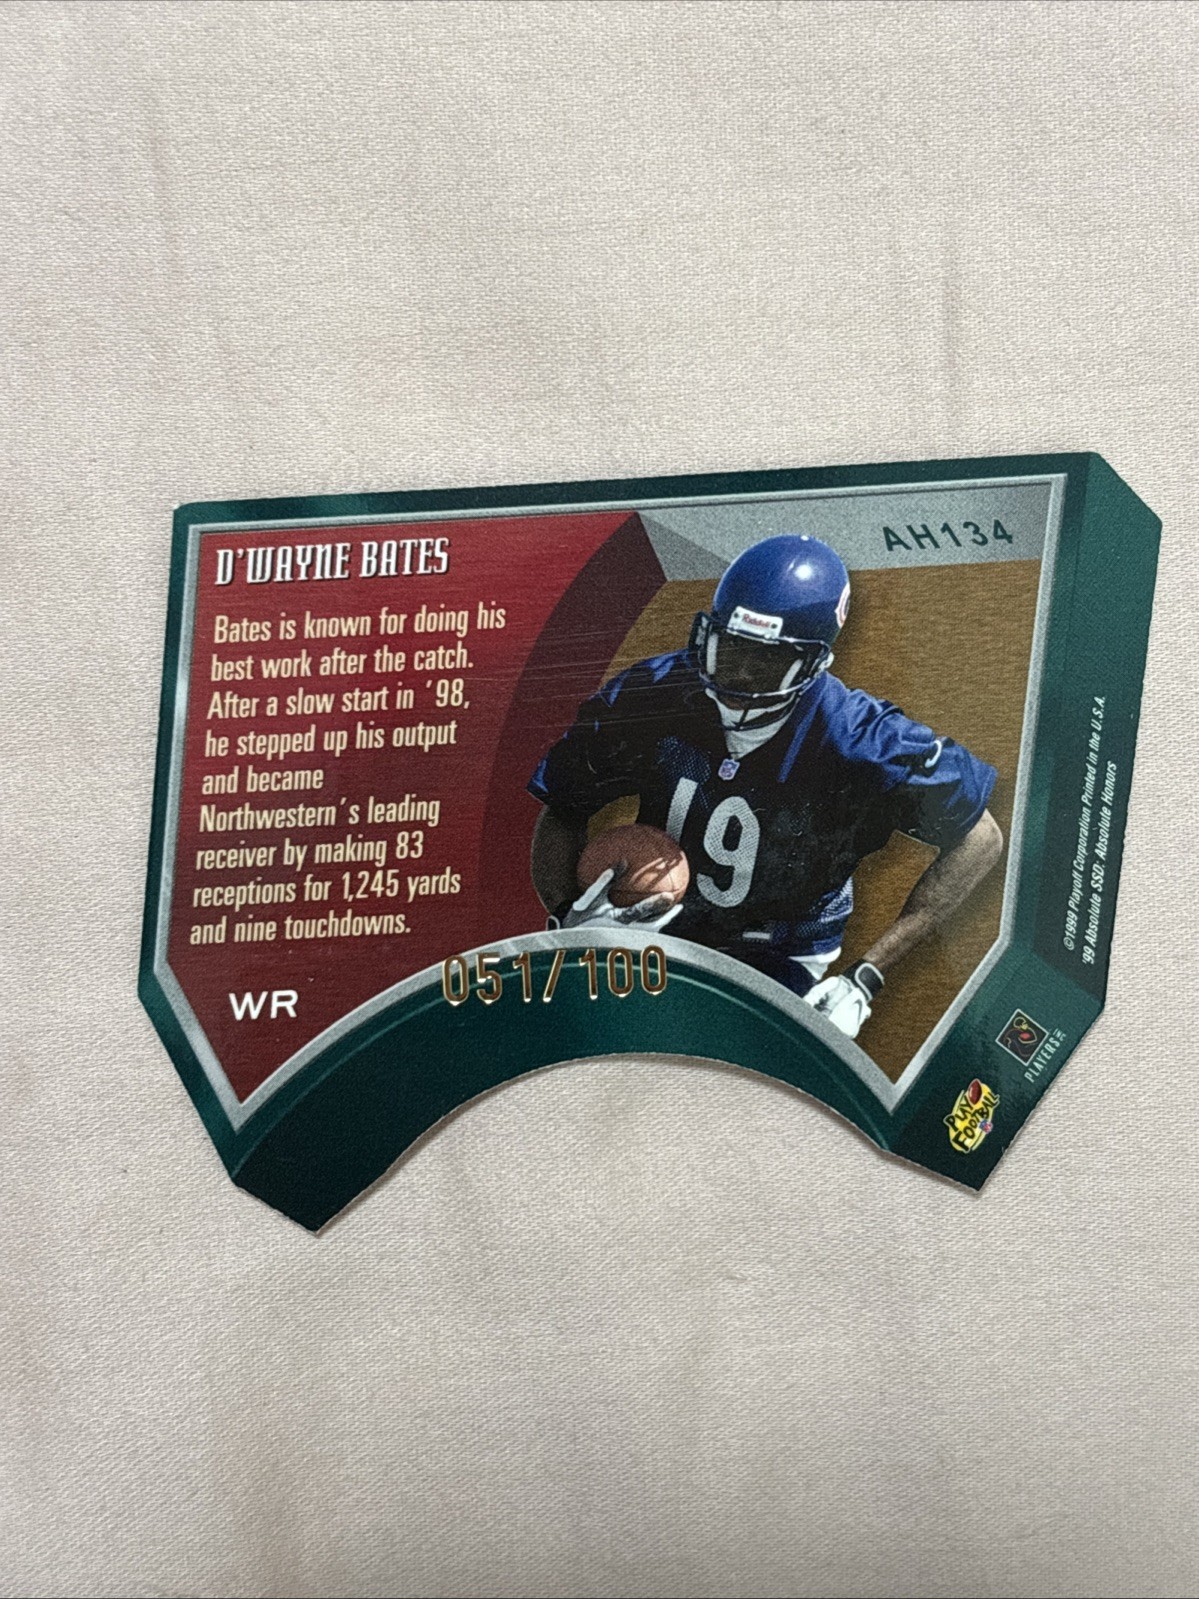 D'WAYNE BATES
AH134
Bates is known for doing his
best work after the catch.
After a slow start in '98,
he stepped up his output
and became
Northwestern's leading
receiver by making 83
receptions for 1,245 yards
and nine touchdowns.
WR
051/100
Riddell
19
©1999 Playoff Corporation Printed in the U.S.A.
'99 Absolute SSD: Absolute Honors
PLAYERS INC
PLAY
FOOTBALL